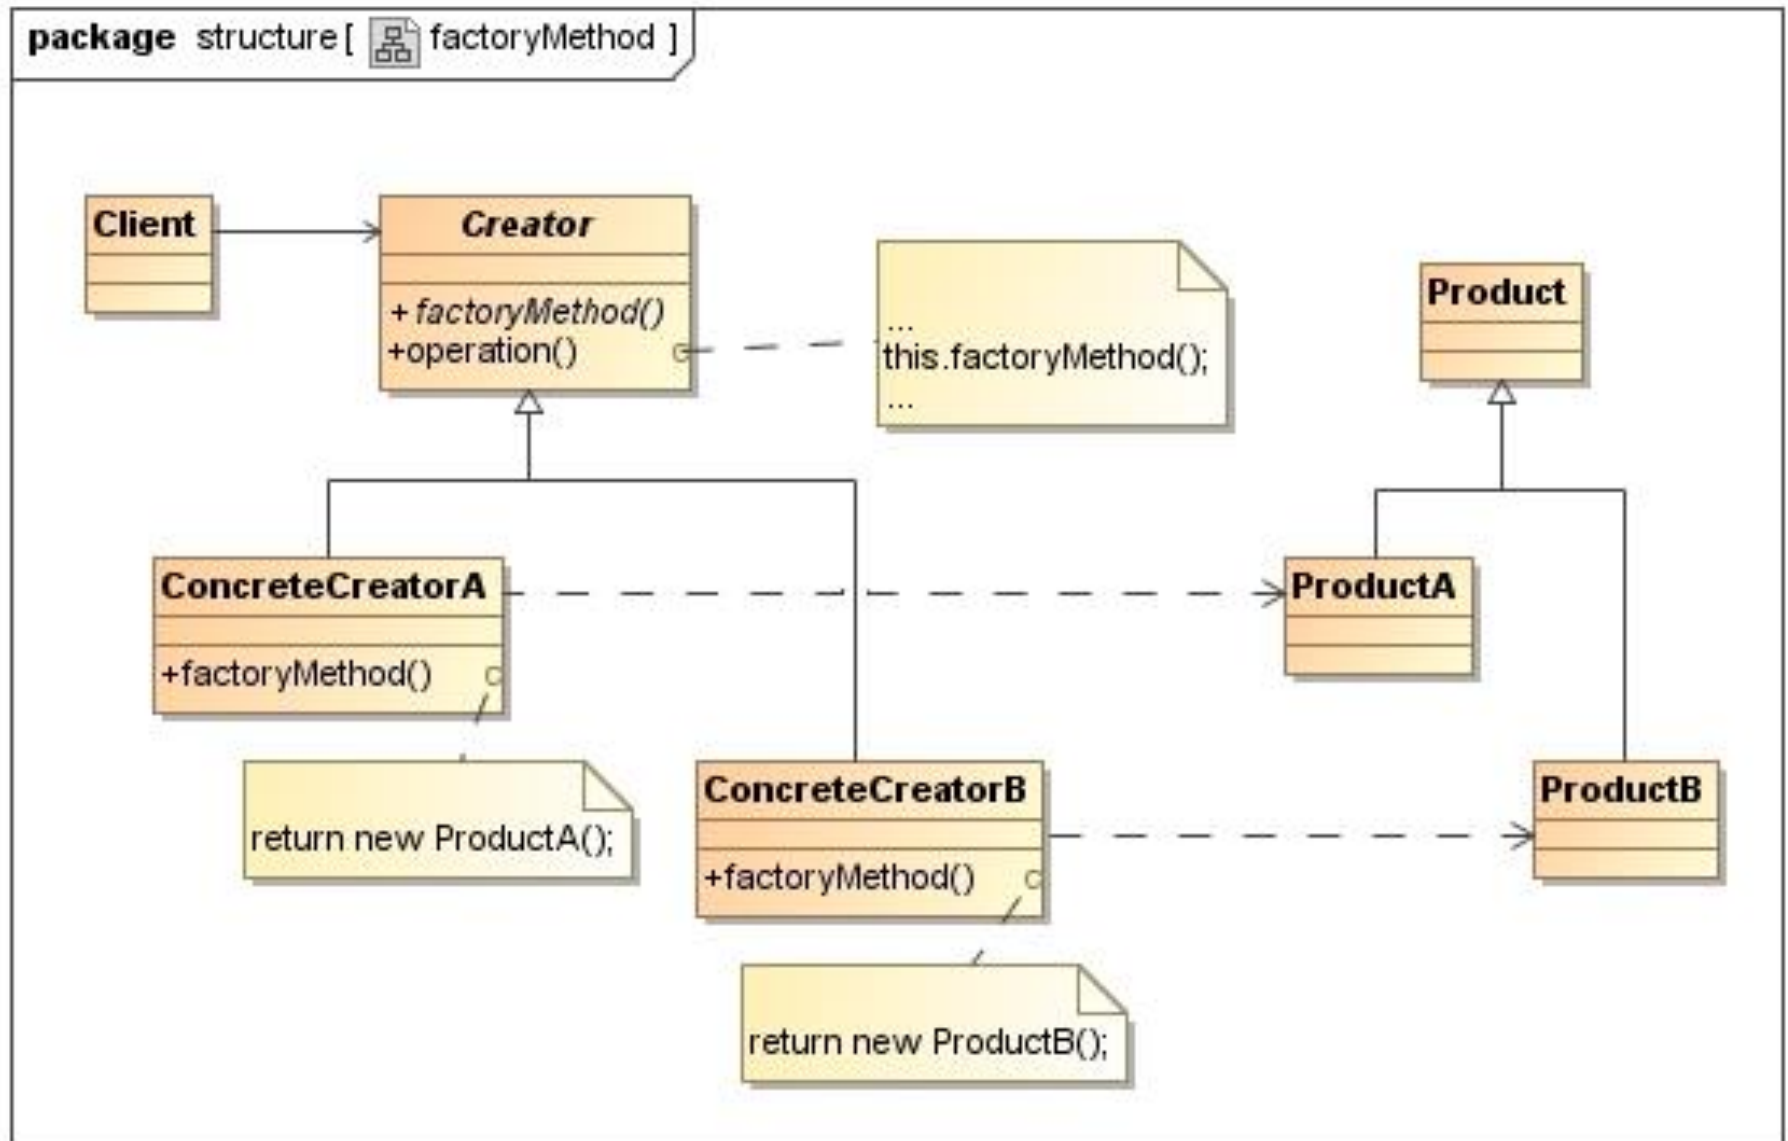 package structure[ factoryMethod ]
Client
Creator
+factoryMethod()
+operation()
...
this.factoryMethod();
...
Product
ConcreteCreatorA
+factoryMethod()
ProductA
return new ProductA();
ConcreteCreatorB
+factoryMethod()
ProductB
return new ProductB();